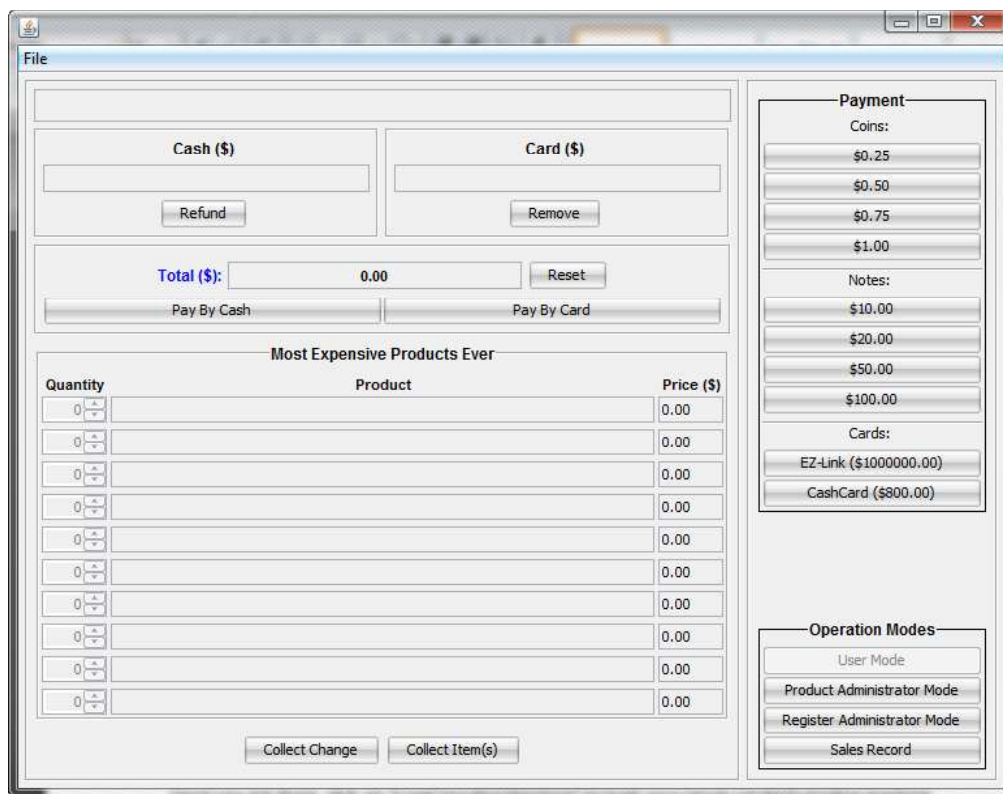 File
Cash ($)
Card ($)
Refund
Remove
Total ($): 0.00 Reset
Pay By Cash
Pay By Card
Most Expensive Products Ever
Quantity Product Price ($)
0 0.00
0 0.00
0 0.00
0 0.00
0 0.00
0 0.00
0 0.00
0 0.00
0 0.00
0 0.00
Collect Change
Collect Item(s)
Payment
Coins:
$0.25
$0.50
$0.75
$1.00
Notes:
$10.00
$20.00
$50.00
$100.00
Cards:
EZ-Link ($1000000.00)
CashCard ($800.00)
Operation Modes
User Mode
Product Administrator Mode
Register Administrator Mode
Sales Record